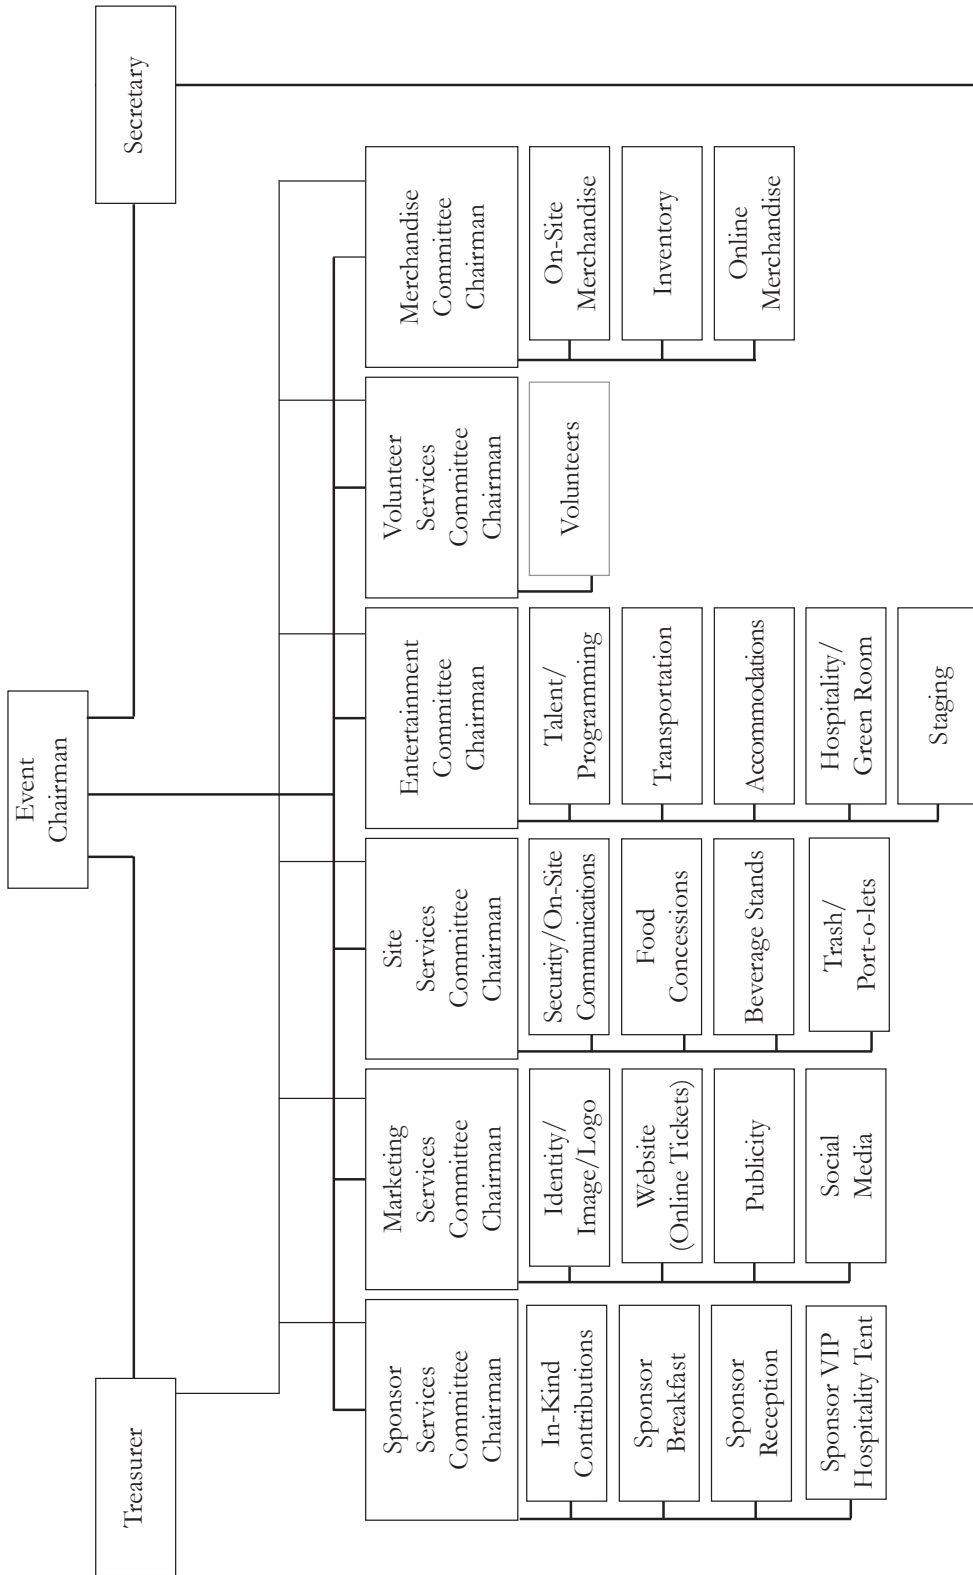 Event
Chairman
Treasurer
Secretary
Sponsor
Services
Committee
Chairman
In-Kind
Contributions
Sponsor
Breakfast
Sponsor
Reception
Sponsor VIP
Hospitality Tent
Marketing
Services
Committee
Chairman
Identity/
Image/Logo
Website
(Online Tickets)
Publicity
Social
Media
Site
Services
Committee
Chairman
Security/On-Site
Communications
Food
Concessions
Beverage Stands
Trash/
Port-o-lets
Entertainment
Committee
Chairman
Talent/
Programming
Transportation
Accommodations
Hospitality/
Green Room
Staging
Volunteer
Services
Committee
Chairman
Volunteers
Merchandise
Committee
Chairman
On-Site
Merchandise
Inventory
Online
Merchandise